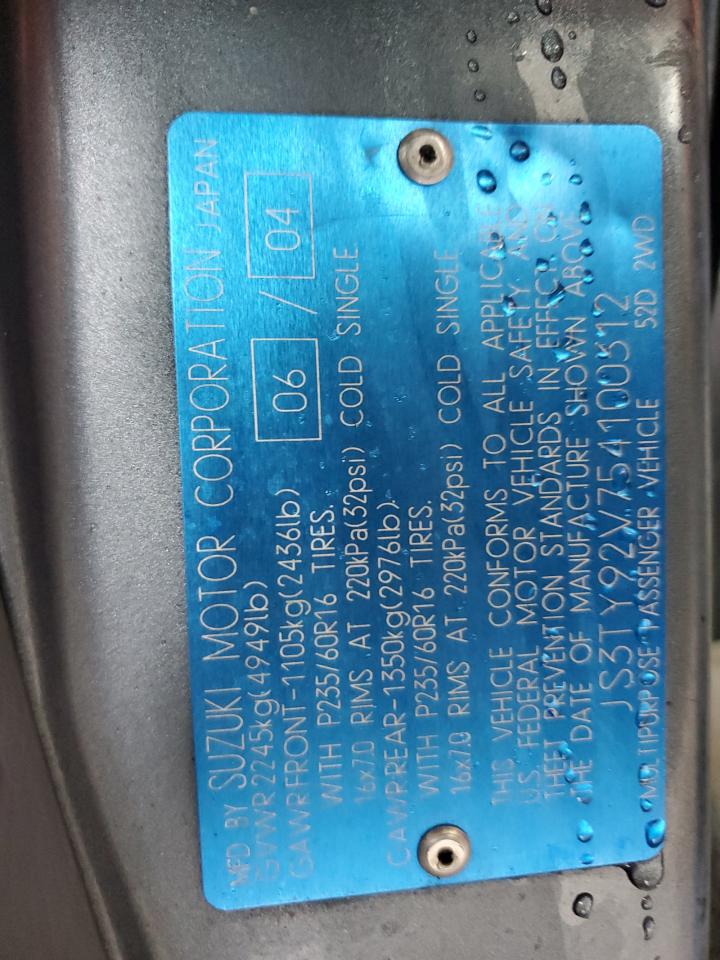 MFD BY SUZUKI MOTOR CORPORATION JAPAN
GVWR 2245kg(4949lb) 06 / 04
GAWR FRONT-1105kg(2436lb)
WITH P235/60R16 TIRES.
16x7.0 RIMS AT 220kPa(32psi) COLD SINGLE
GAWR REAR-1350kg(2976lb).
WITH P235/60R16 TIRES.
16x7.0 RIMS AT 220kPa(32psi) COLD SINGLE
THIS VEHICLE CONFORMS TO ALL APPLICABLE
U.S. FEDERAL MOTOR VEHICLE SAFETY AND
THEFT PREVENTION STANDARDS IN EFFECT ON
THE DATE OF MANUFACTURE SHOWN ABOVE.
JS3TY92V754100312
MULTIPURPOSE PASSENGER VEHICLE 52D 2WD